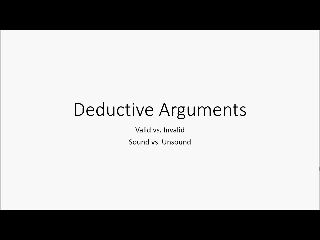 Deductive Arguments
Valid vs. Invalid
Sound vs. Unsound